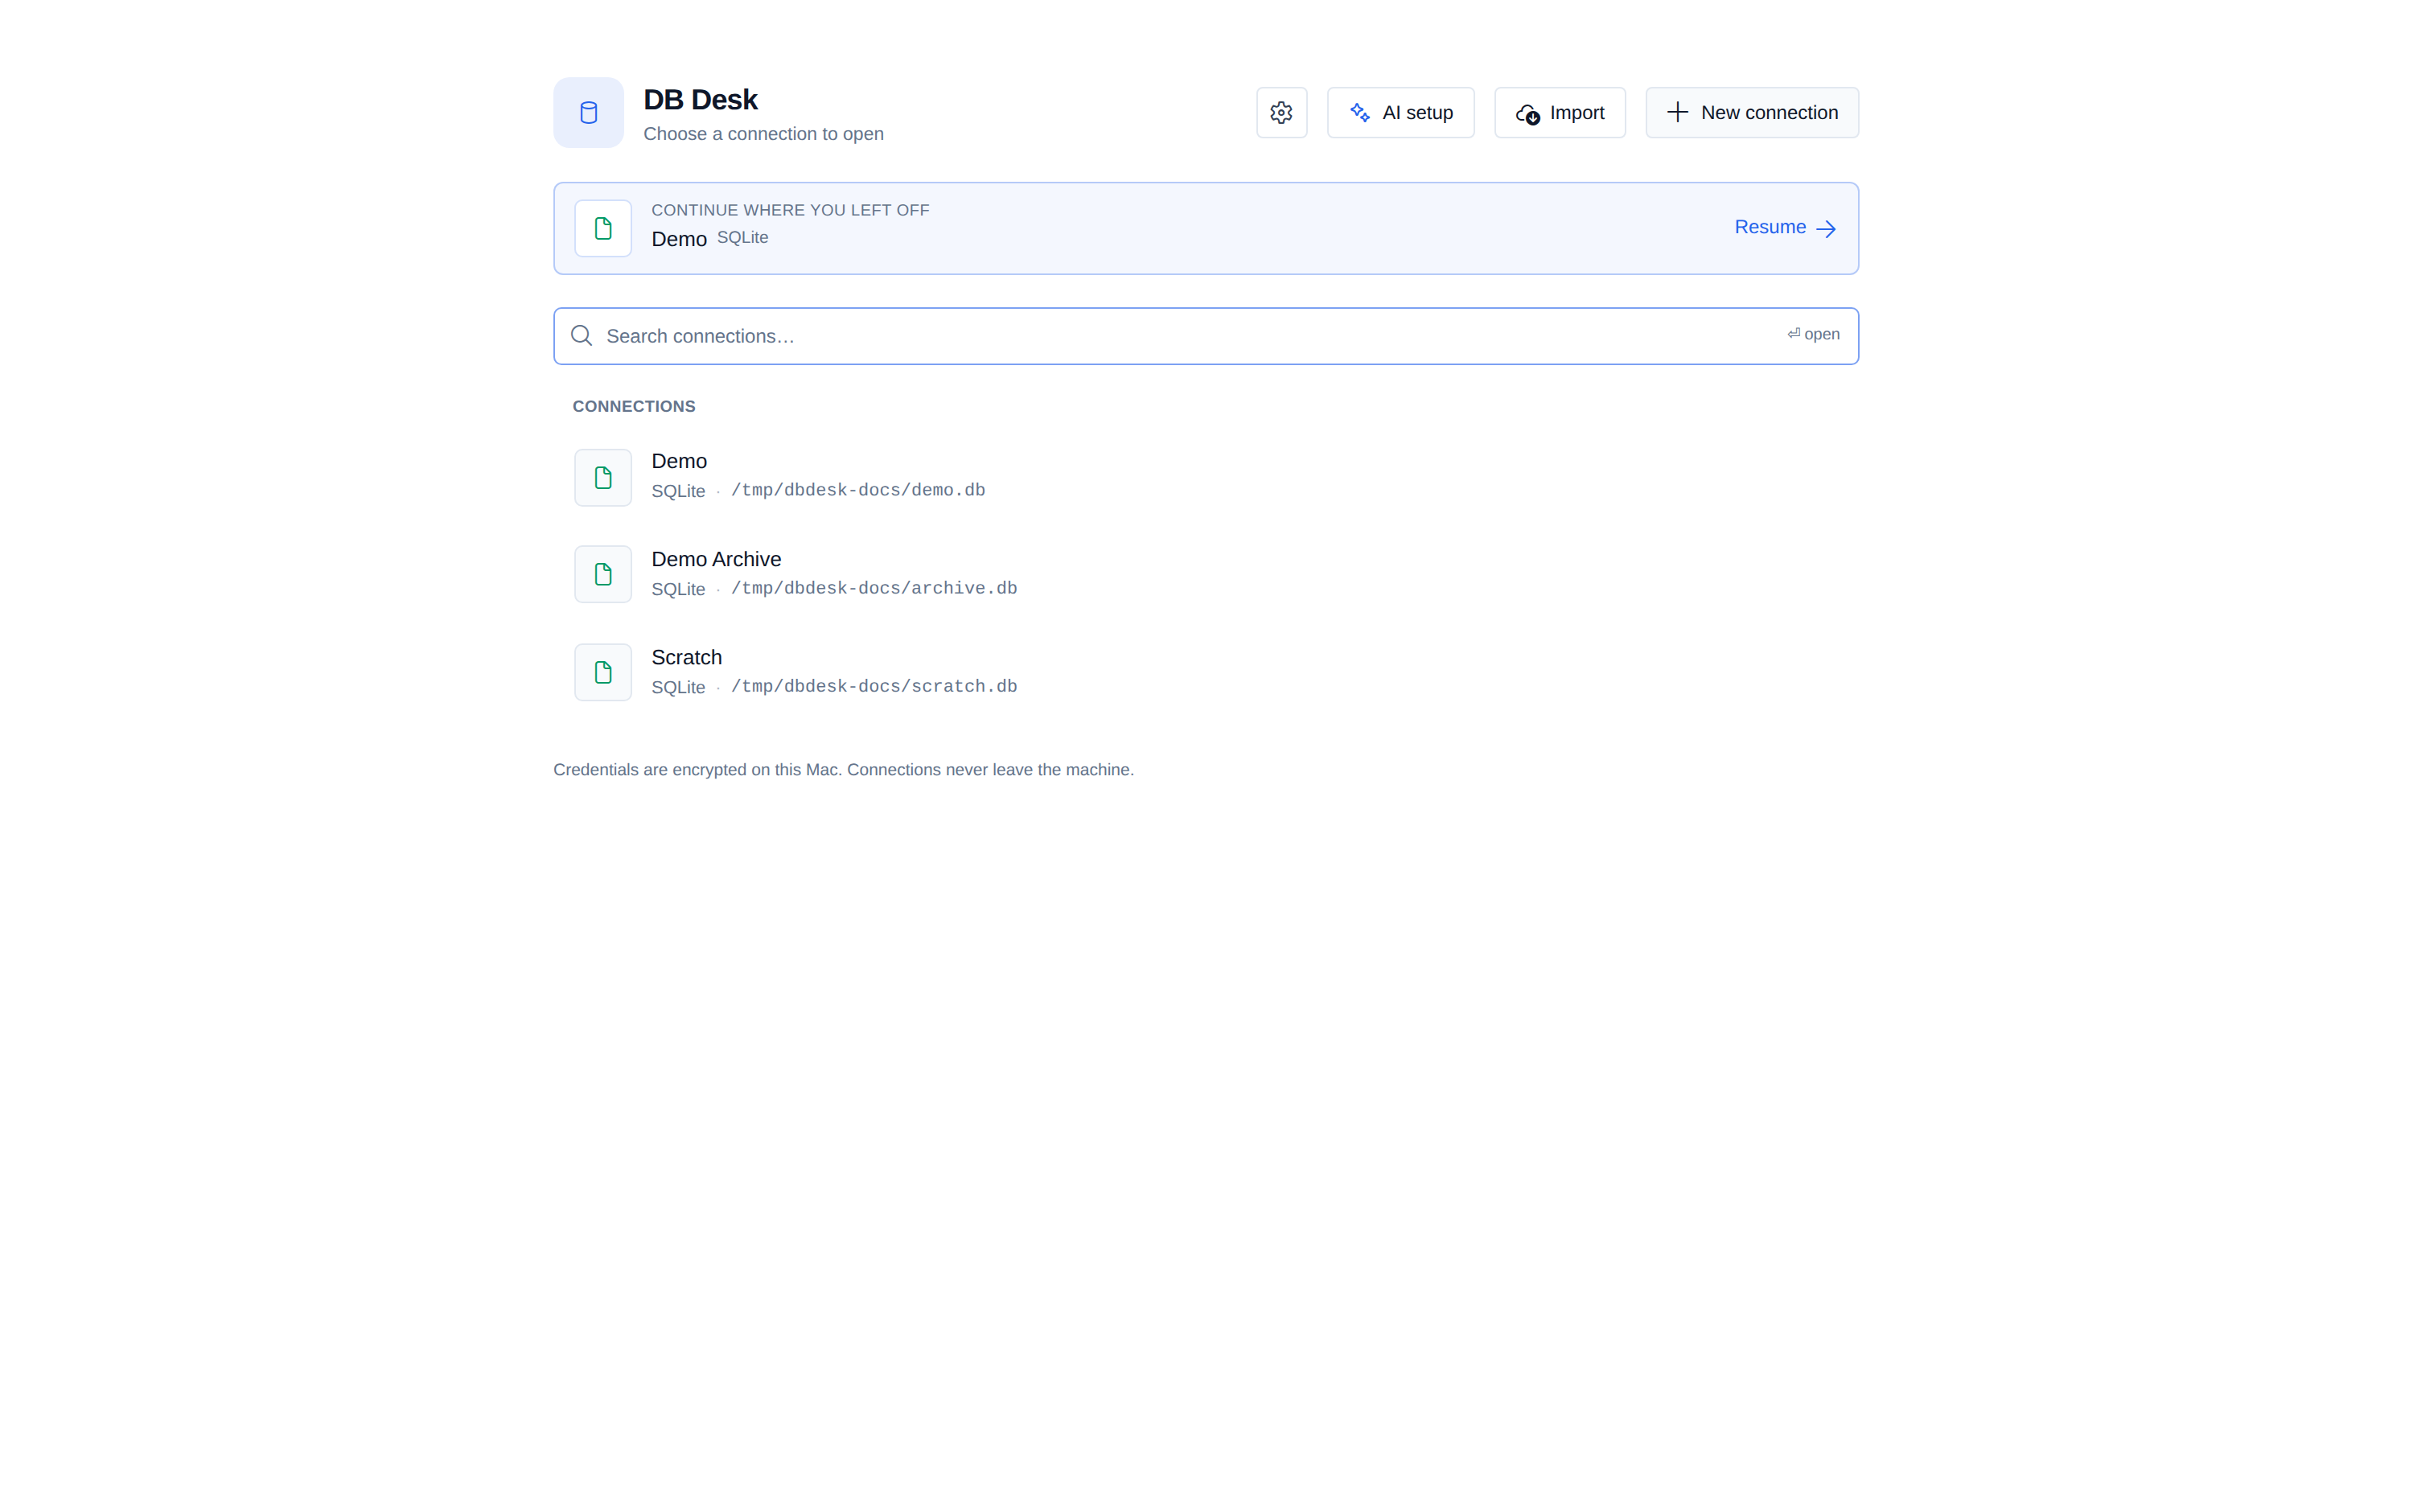 DB Desk
Choose a connection to open
AI setup
Import
New connection
CONTINUE WHERE YOU LEFT OFF
Demo SQLite
Resume
Search connections…
⏎ open
CONNECTIONS
Demo
SQLite · /tmp/dbdesk-docs/demo.db
Demo Archive
SQLite · /tmp/dbdesk-docs/archive.db
Scratch
SQLite · /tmp/dbdesk-docs/scratch.db
Credentials are encrypted on this Mac. Connections never leave the machine.